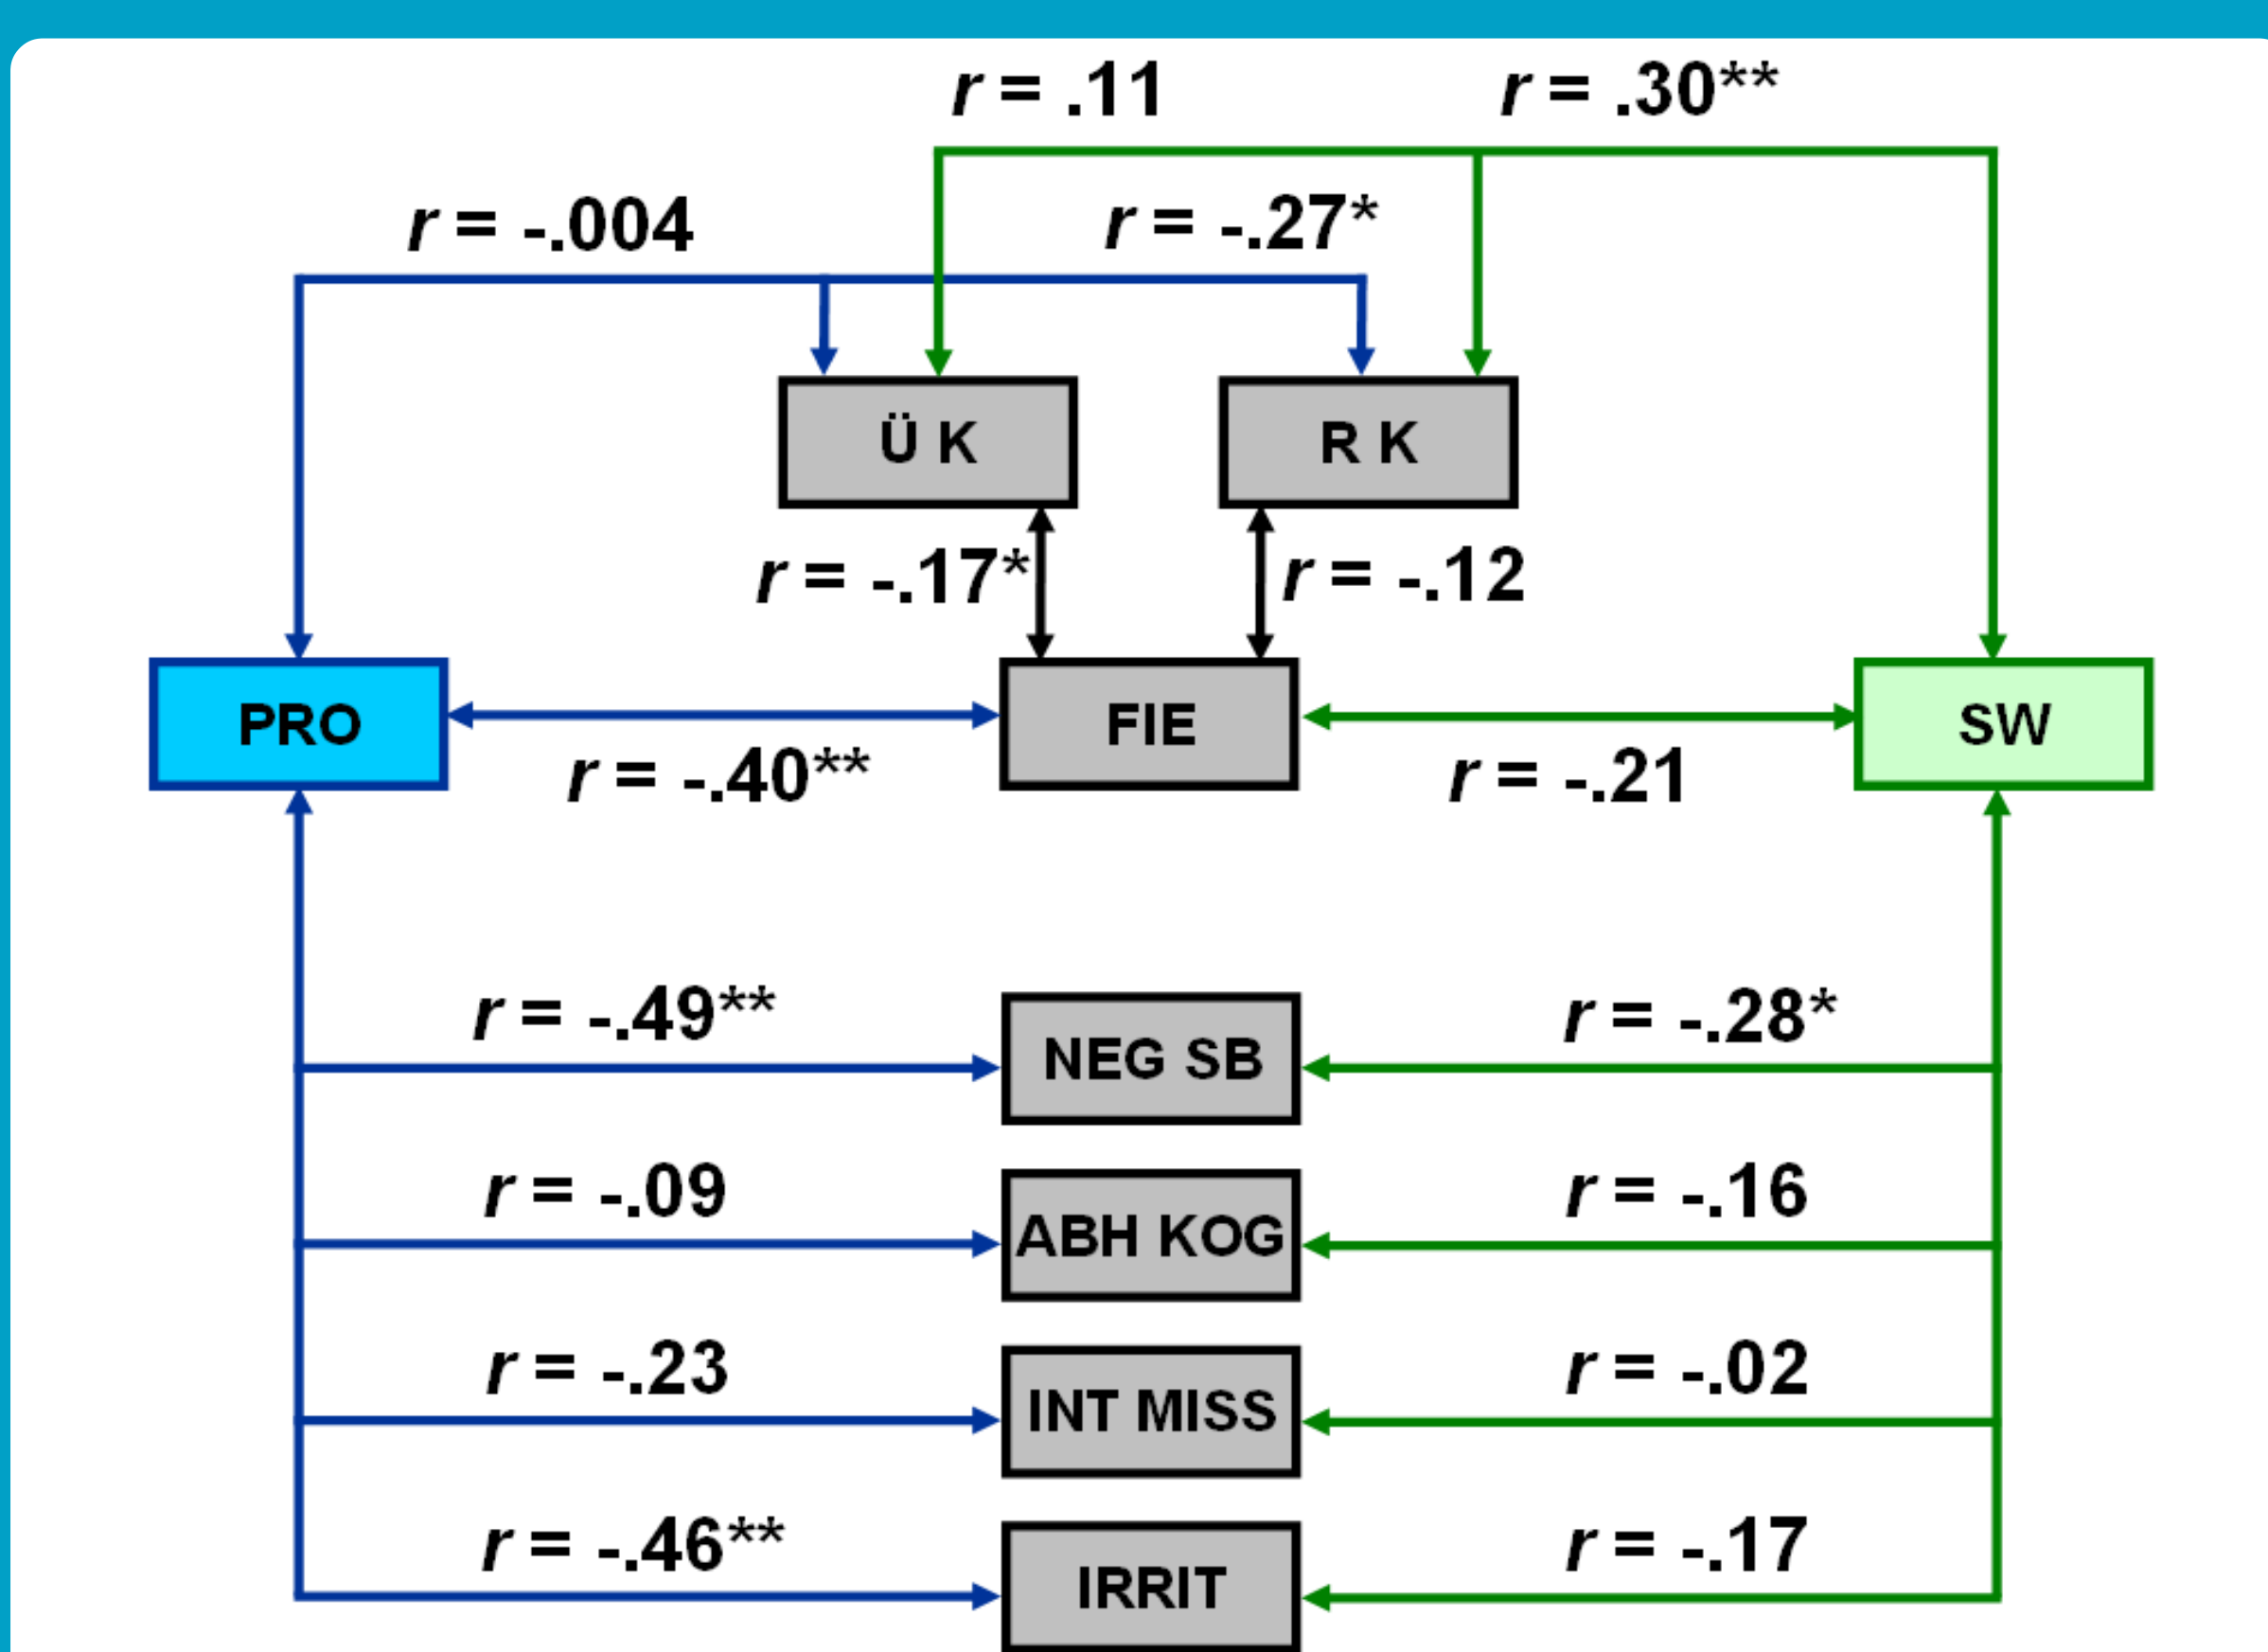 r = .11
r = .30**
r = -.004
r = -.27*
Ü K
R K
r = -.17*
r = -.12
PRO
FIE
SW
r = -.40**
r = -.21
r = -.49**
r = -.28*
NEG SB
r = -.09
r = -.16
ABH KOG
r = -.23
r = -.02
INT MISS
r = -.46**
r = -.17
IRRIT